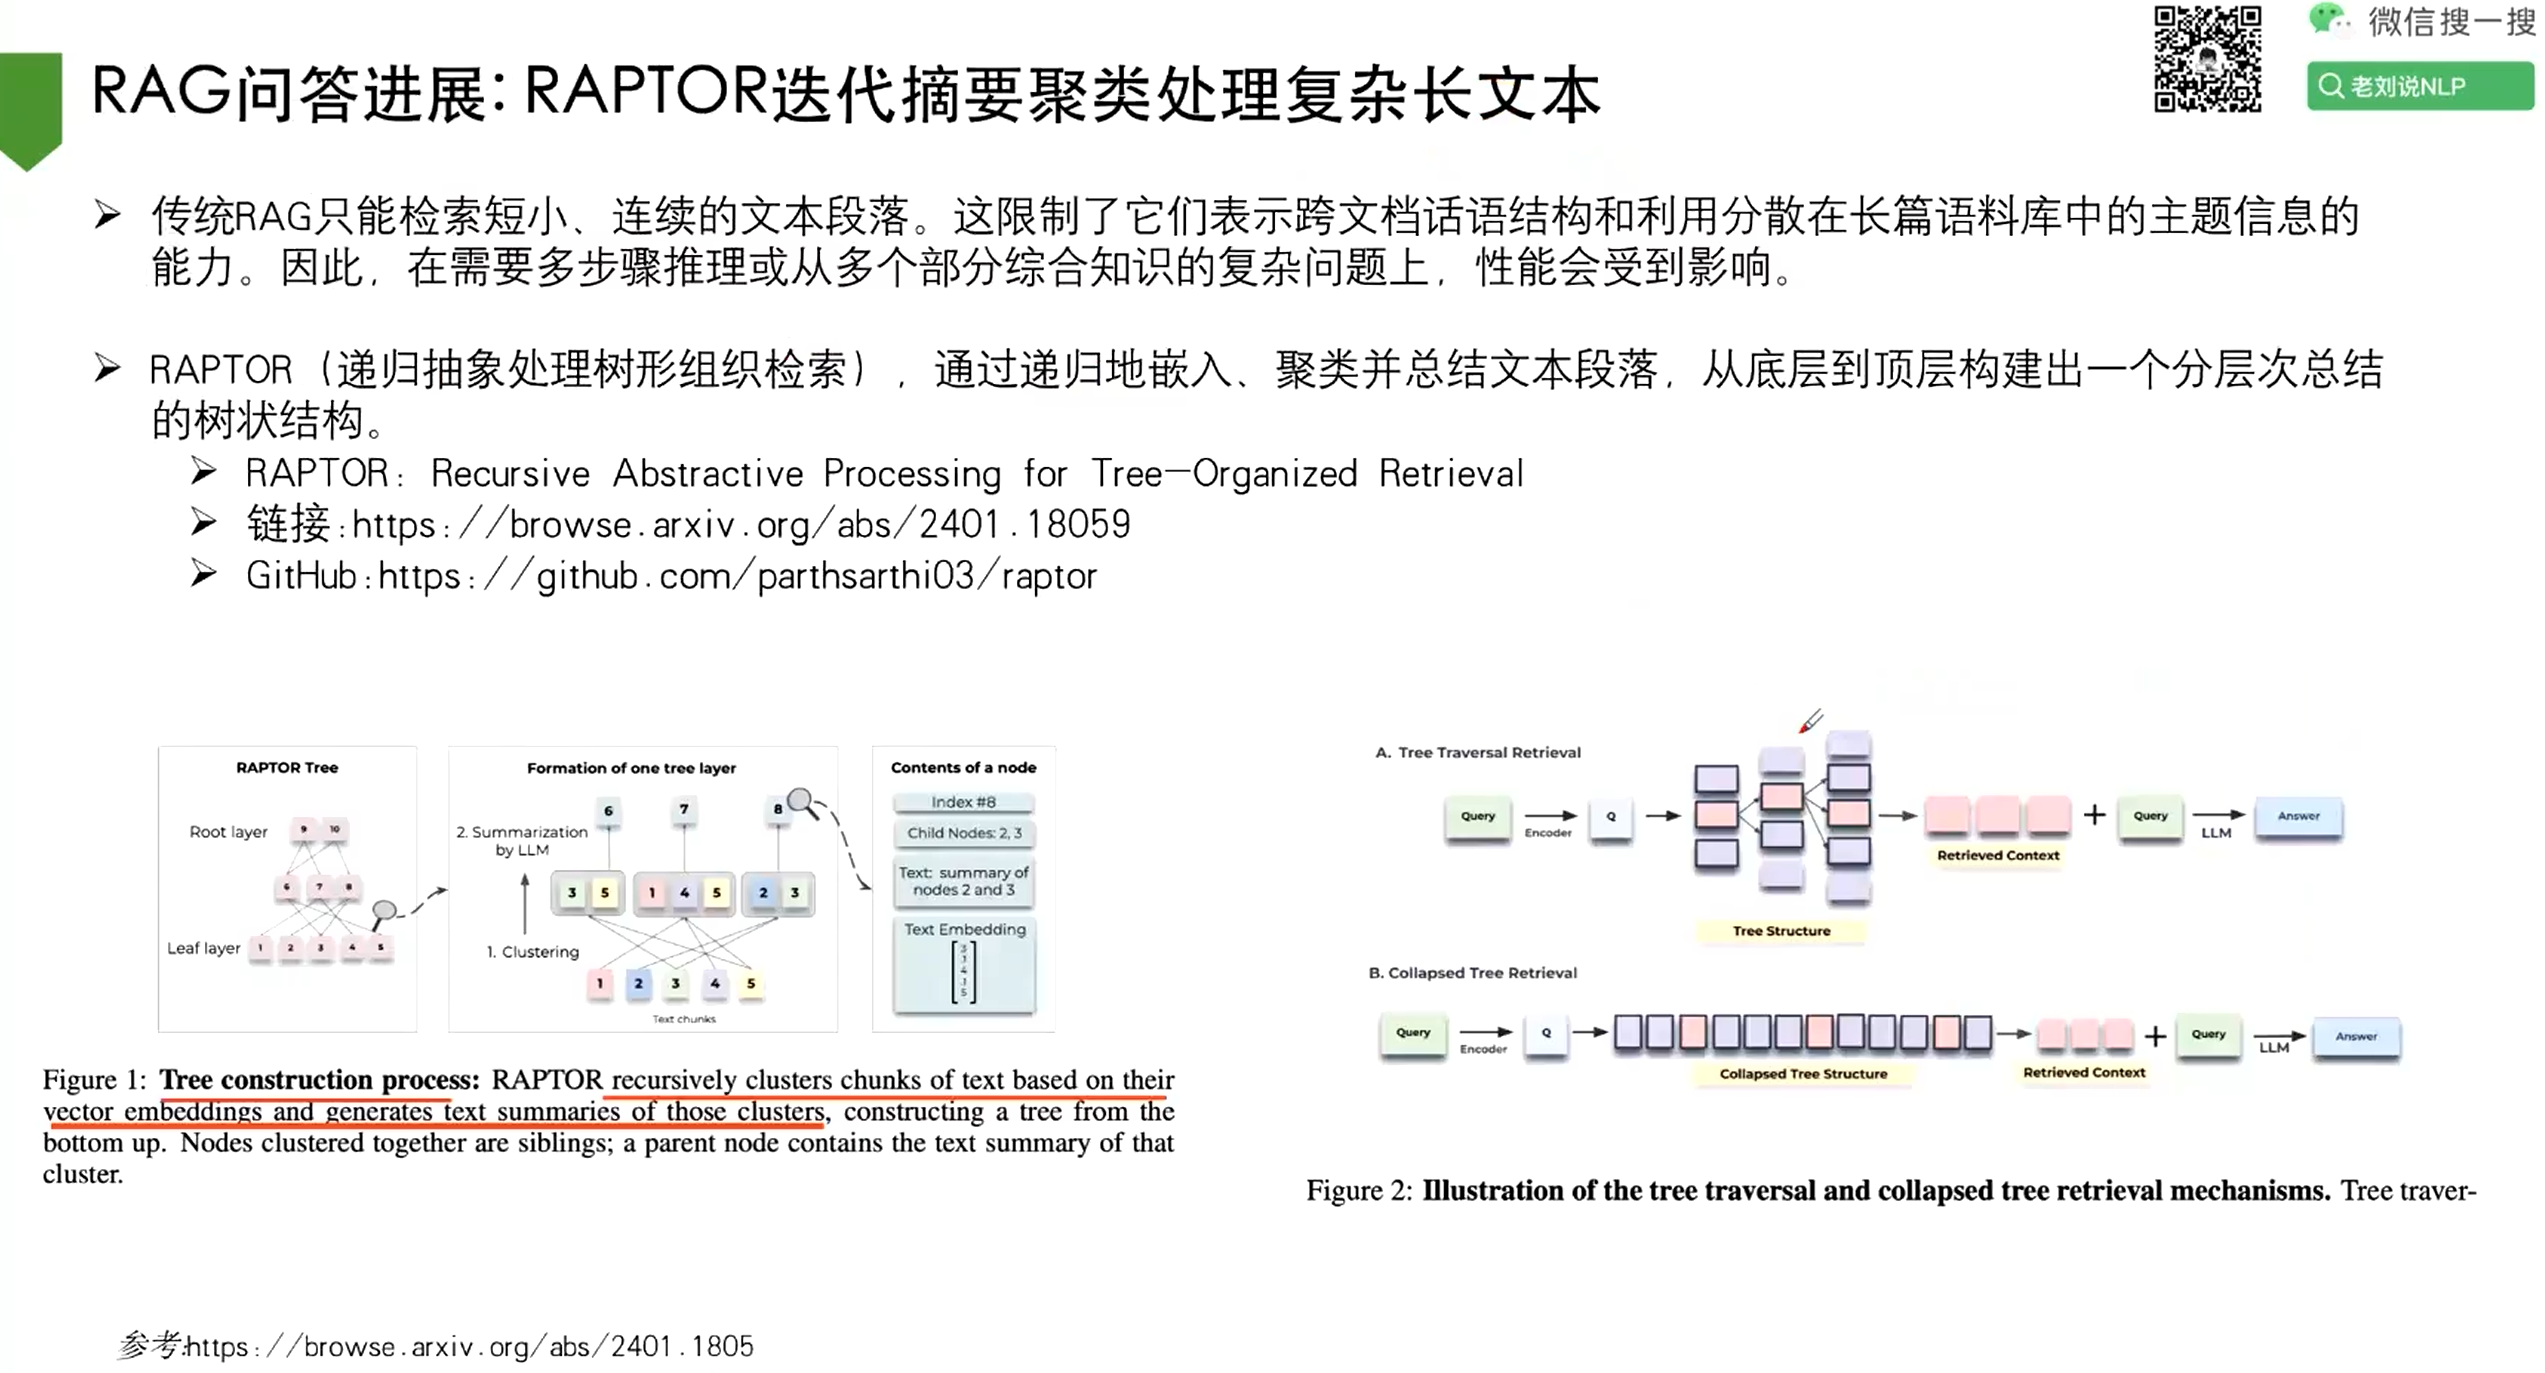 微信搜一搜
老刘说NLP
RAG问答进展：RAPTOR迭代摘要聚类处理复杂长文本
传统RAG只能检索短小、连续的文本段落。这限制了它们表示跨文档话语结构和利用分散在长篇语料库中的主题信息的
能力。因此，在需要多步骤推理或从多个部分综合知识的复杂问题上，性能会受到影响。
RAPTOR（递归抽象处理树形组织检索），通过递归地嵌入、聚类并总结文本段落，从底层到顶层构建出一个分层次总结
的树状结构。
RAPTOR: Recursive Abstractive Processing for Tree-Organized Retrieval
链接:https://browse.arxiv.org/abs/2401.18059
GitHub:https://github.com/parthsarthi03/raptor
RAPTOR Tree
Root layer
9 10
6 7 8
Leaf layer
1 2 3 4 5
Formation of one tree layer
6 7 8
2. Summarization
by LLM
3 5 1 4 5 2 3
1. Clustering
1 2 3 4 5
Text chunks
Contents of a node
Index #8
Child Nodes: 2, 3
Text: summary of
nodes 2 and 3
Text Embedding
Figure 1: Tree construction process: RAPTOR recursively clusters chunks of text based on their
vector embeddings and generates text summaries of those clusters, constructing a tree from the
bottom up. Nodes clustered together are siblings; a parent node contains the text summary of that
cluster.
A. Tree Traversal Retrieval
Query
Encoder
Q
Tree Structure
Retrieved Context
+
Query
LLM
Answer
B. Collapsed Tree Retrieval
Query
Encoder
Q
Collapsed Tree Structure
Retrieved Context
+
Query
LLM
Answer
Figure 2: Illustration of the tree traversal and collapsed tree retrieval mechanisms. Tree traver-
参考:https://browse.arxiv.org/abs/2401.1805